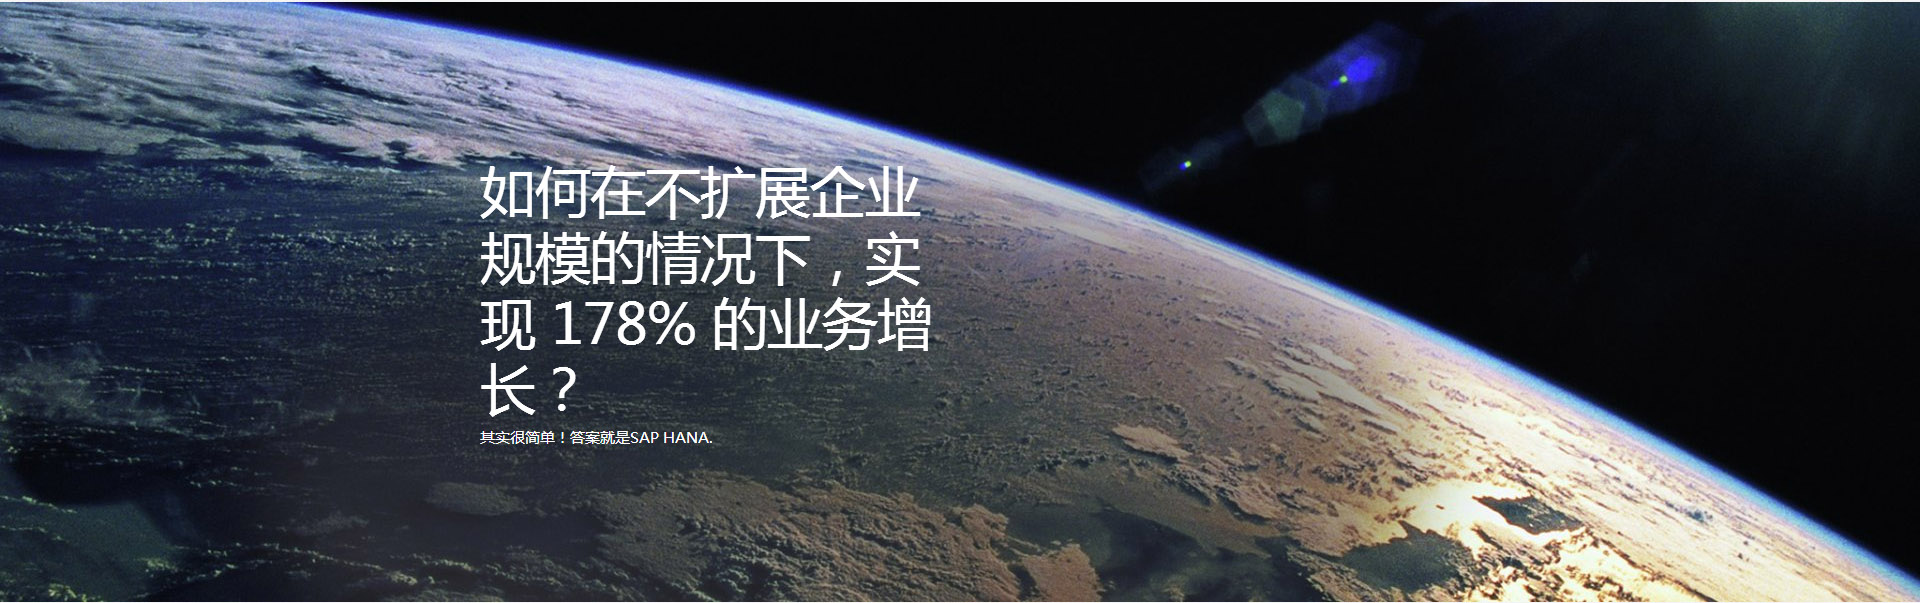 如何在不扩展企业
规模的情况下，实
现 178% 的业务增
长？
其实很简单！答案就是SAP HANA.